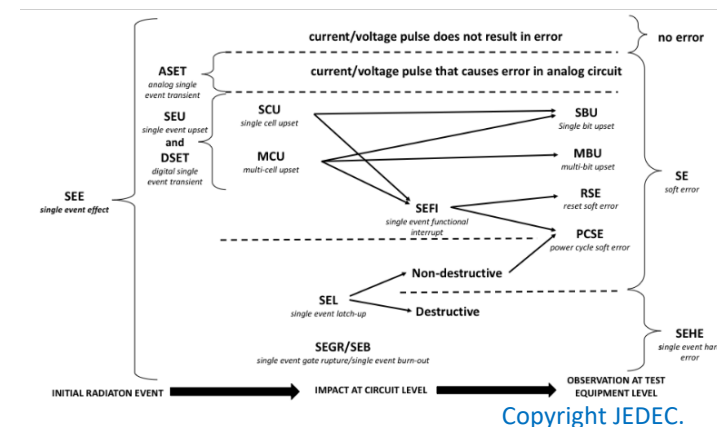 current/voltage pulse does not result in error
no error
ASET
analog single
event transient
current/voltage pulse that causes error in analog circuit
SEU
single event upset
and
DSET
digital single
event transient
SCU
single cell upset
SBU
Single bit upset
MCU
multi-cell upset
MBU
multi-bit upset
SE
soft error
SEE
single event effect
SEFI
single event functional
interrupt
RSE
reset soft error
PCSE
power cycle soft error
Non-destructive
SEL
single event latch-up
Destructive
SEGR/SEB
single event gate rupture/single event burn-out
SEHE
single event har
error
INITIAL RADIATON EVENT
IMPACT AT CIRCUIT LEVEL
OBSERVATION AT TEST
EQUIPMENT LEVEL
Copyright JEDEC.